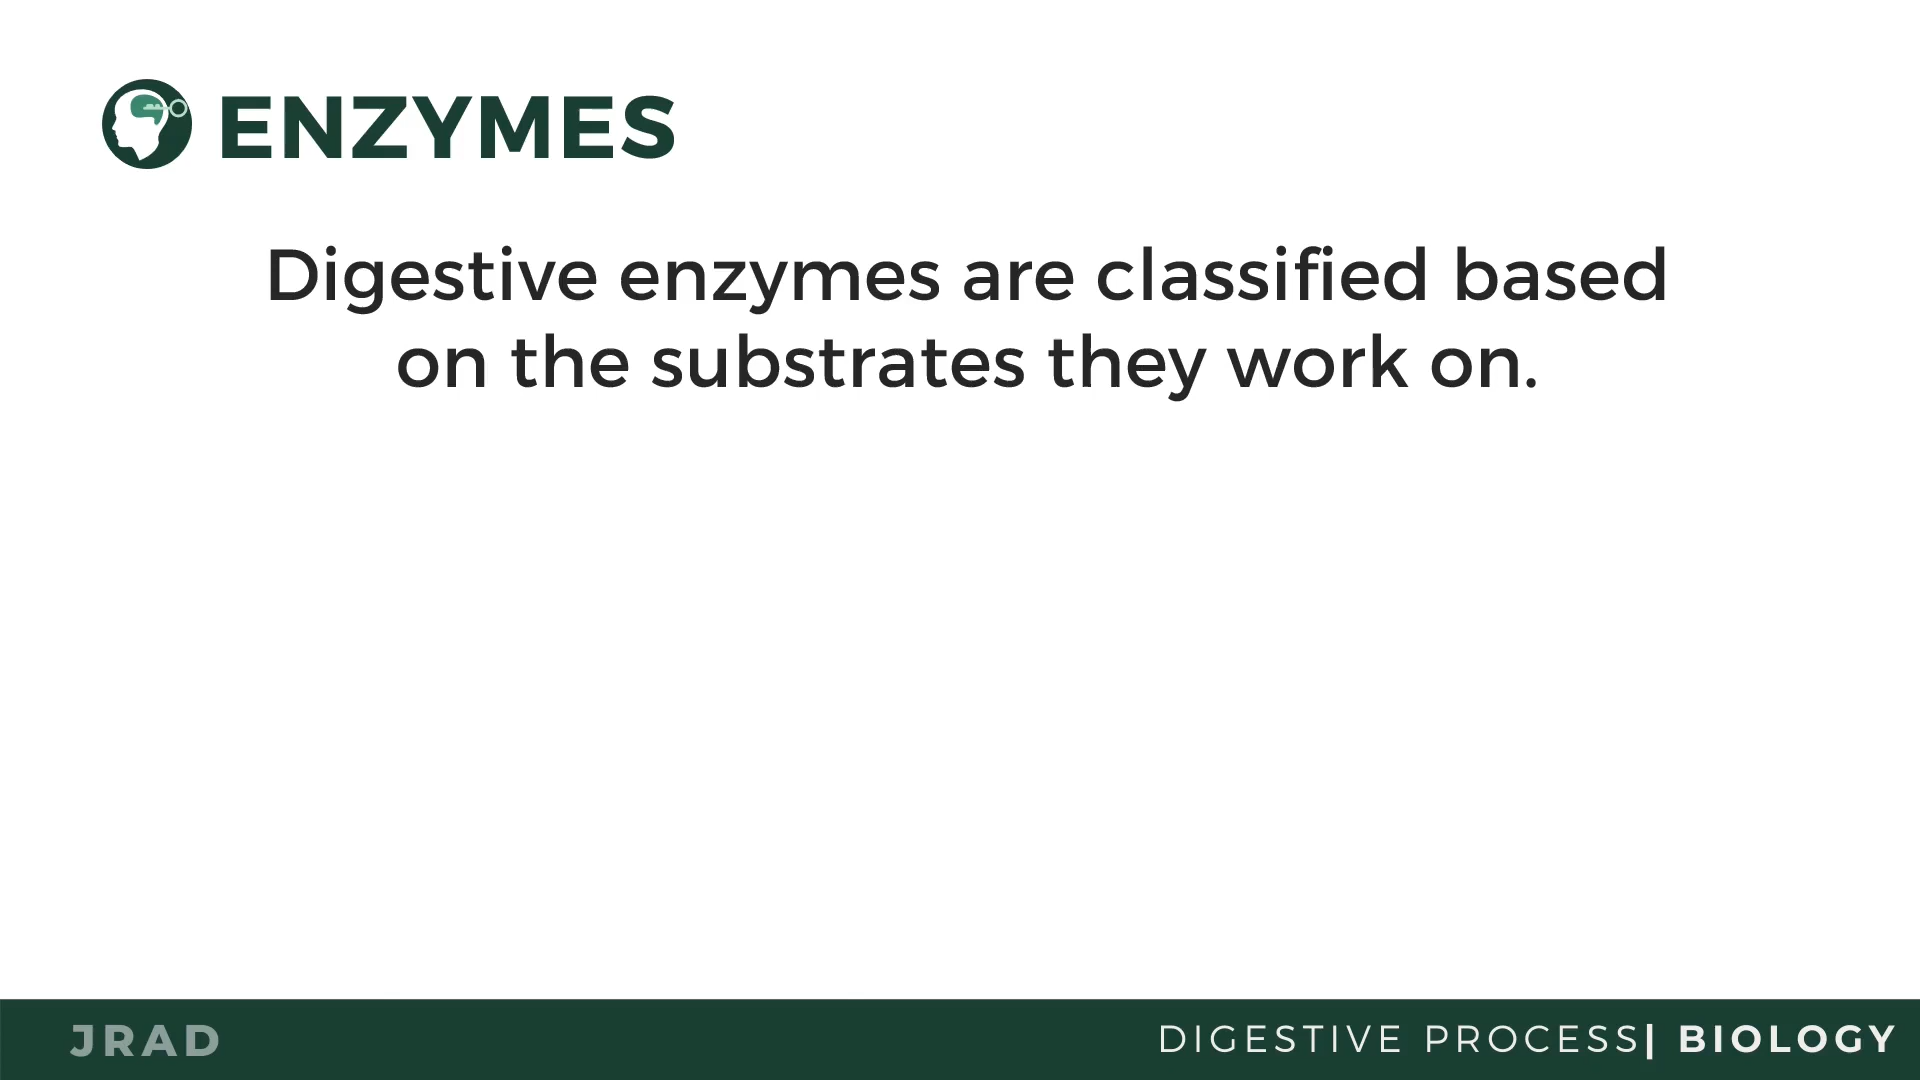 ENZYMES
Digestive enzymes are classified based
on the substrates they work on.
JRAD
DIGESTIVE PROCESS| BIOLOGY